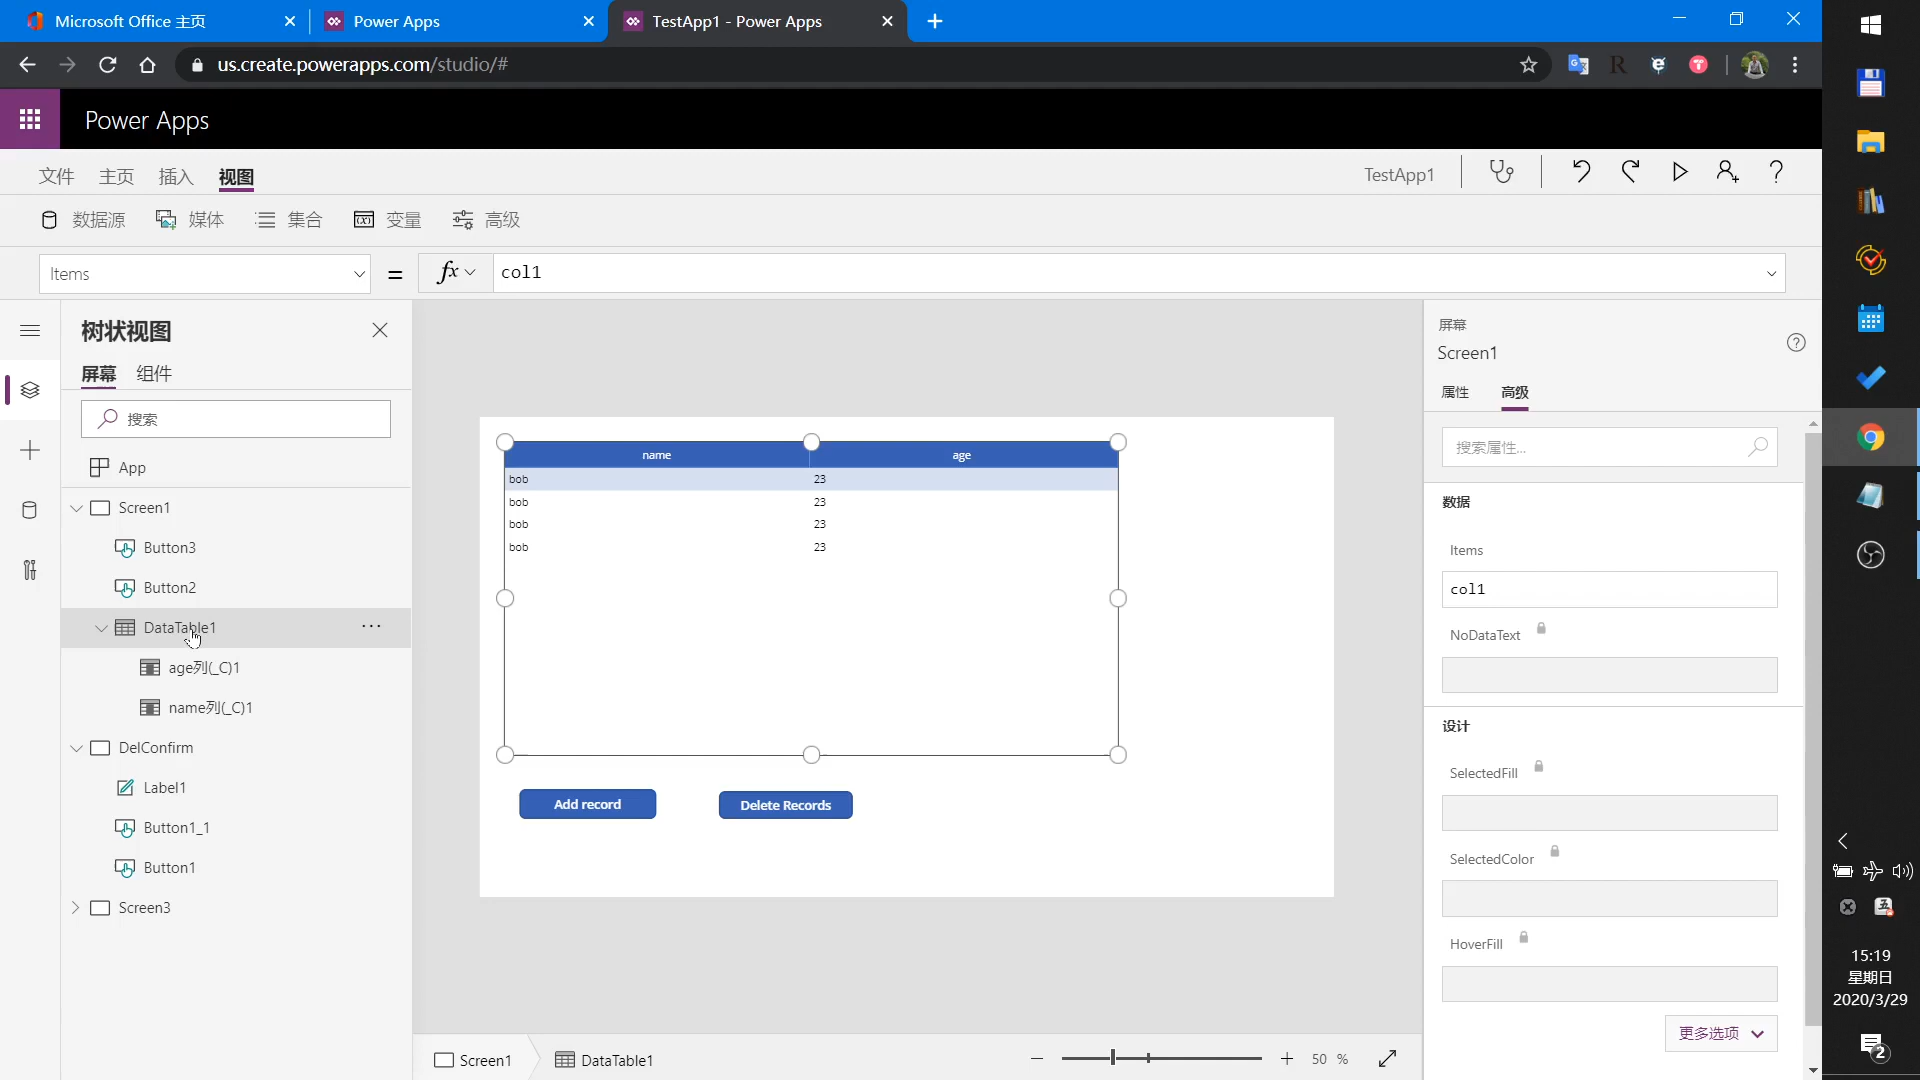 Microsoft Office 主页
Power Apps
TestApp1 - Power Apps
us.create.powerapps.com/studio/#
Power Apps
文件 主页 插入 视图
TestApp1
数据源 媒体 集合 变量 高级
Items = fx col1
树状视图
屏幕 组件
搜索
App
Screen1
Button3
Button2
DataTable1
age列(_C)1
name列(_C)1
DelConfirm
Label1
Button1_1
Button1
Screen3
name age
bob 23
bob 23
bob 23
bob 23
Add record
Delete Records
Screen1
DataTable1
50 %
屏幕
Screen1
属性 高级
搜索属性...
数据
Items
col1
NoDataText
设计
SelectedFill
SelectedColor
HoverFill
更多选项
15:19
星期日
2020/3/29
2